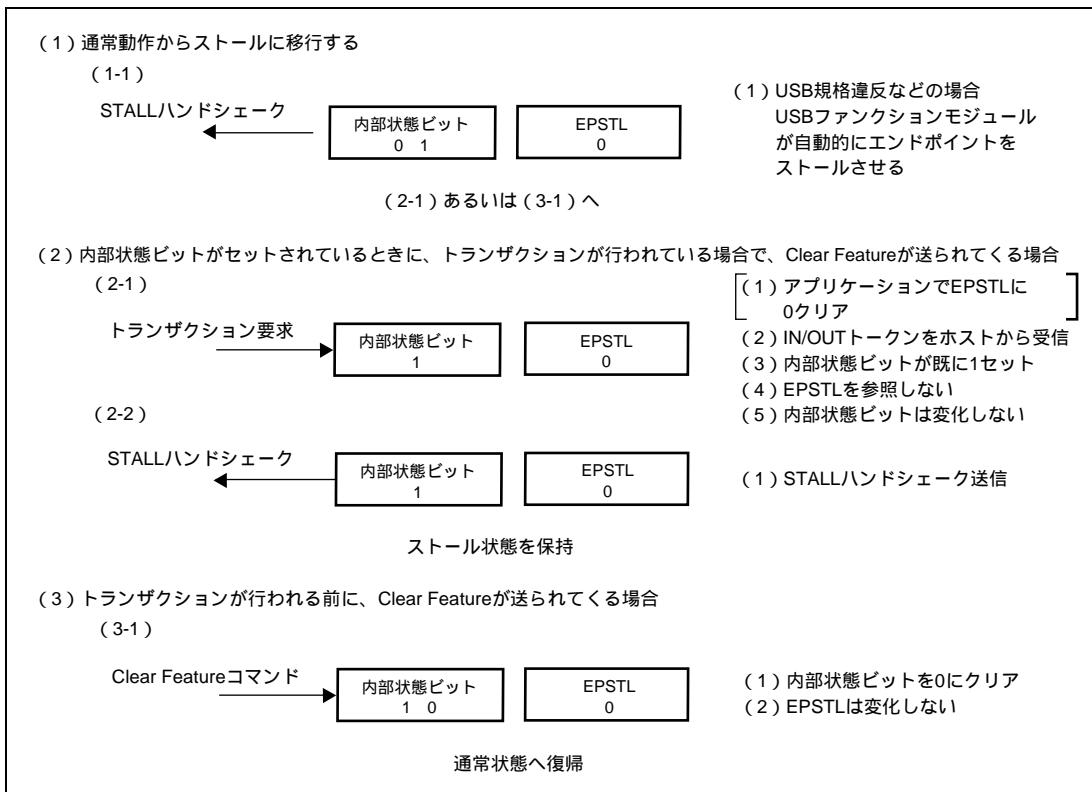 (1)通常動作からストールに移行する
(1-1)
STALLハンドシェーク
内部状態ビット
0 1
EPSTL
0
(1)USB規格違反などの場合
USBファンクションモジュール
が自動的にエンドポイントを
ストールさせる
(2-1)あるいは(3-1)へ
(2)内部状態ビットがセットされているときに、トランザクションが行われている場合で、Clear Featureが送られてくる場合
(2-1)
トランザクション要求
内部状態ビット
1
EPSTL
0
(1)アプリケーションでEPSTLに
0クリア
(2)IN/OUTトークンをホストから受信
(3)内部状態ビットが既に1セット
(4)EPSTLを参照しない
(5)内部状態ビットは変化しない
(2-2)
STALLハンドシェーク
内部状態ビット
1
EPSTL
0
(1)STALLハンドシェーク送信
ストール状態を保持
(3)トランザクションが行われる前に、Clear Featureが送られてくる場合
(3-1)
Clear Featureコマンド
内部状態ビット
1 0
EPSTL
0
(1)内部状態ビットを0にクリア
(2)EPSTLは変化しない
通常状態へ復帰